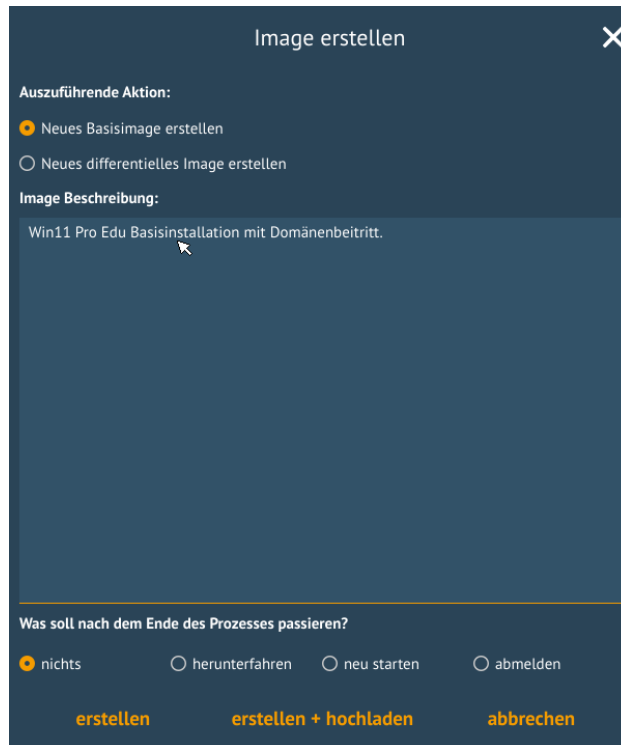 Image erstellen
Auszuführende Aktion:
Neues Basisimage erstellen
Neues differentielles Image erstellen
Image Beschreibung:
Win11 Pro Edu Basisinstallation mit Domänenbeitritt.
Was soll nach dem Ende des Prozesses passieren?
nichts herunterfahren neu starten abmelden
erstellen erstellen + hochladen abbrechen